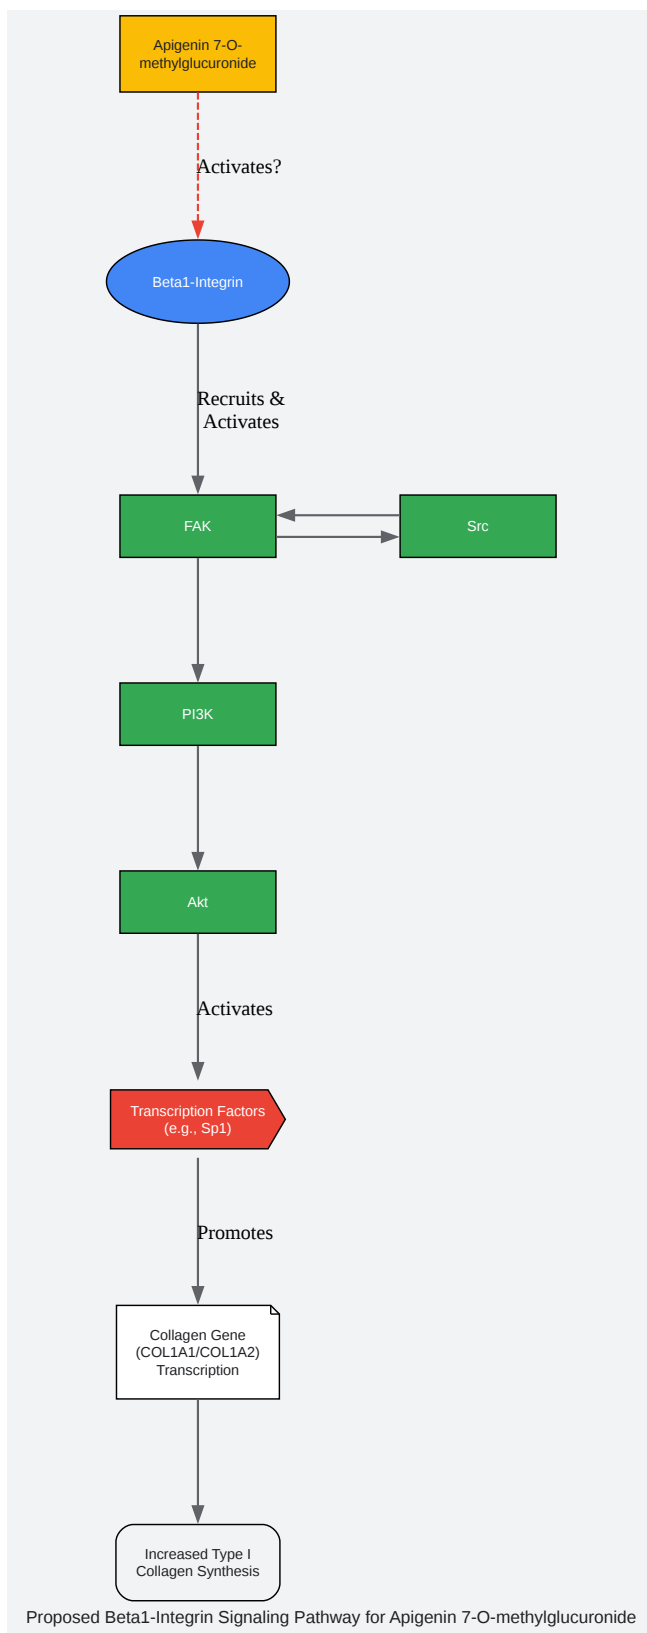 Apigenin 7-O-
methylglucuronide
Activates?
Beta1-Integrin
Recruits &
Activates
FAK
Src
PI3K
Akt
Activates
Transcription Factors
(e.g., Sp1)
Promotes
Collagen Gene
(COL1A1/COL1A2)
Transcription
Increased Type I
Collagen Synthesis
Proposed Beta1-Integrin Signaling Pathway for Apigenin 7-O-methylglucuronide